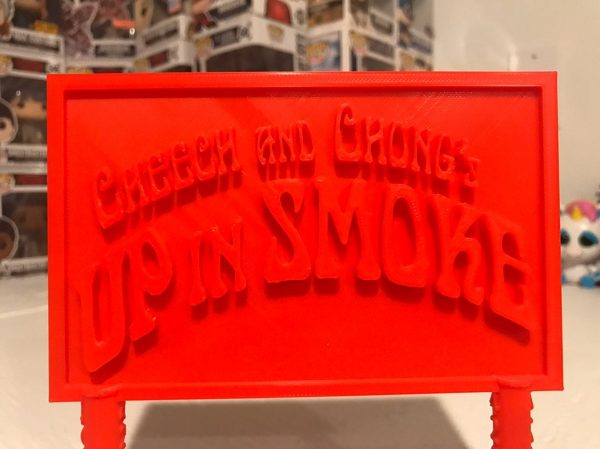 CHEECH AND CHONG'S
UP IN SMOKE